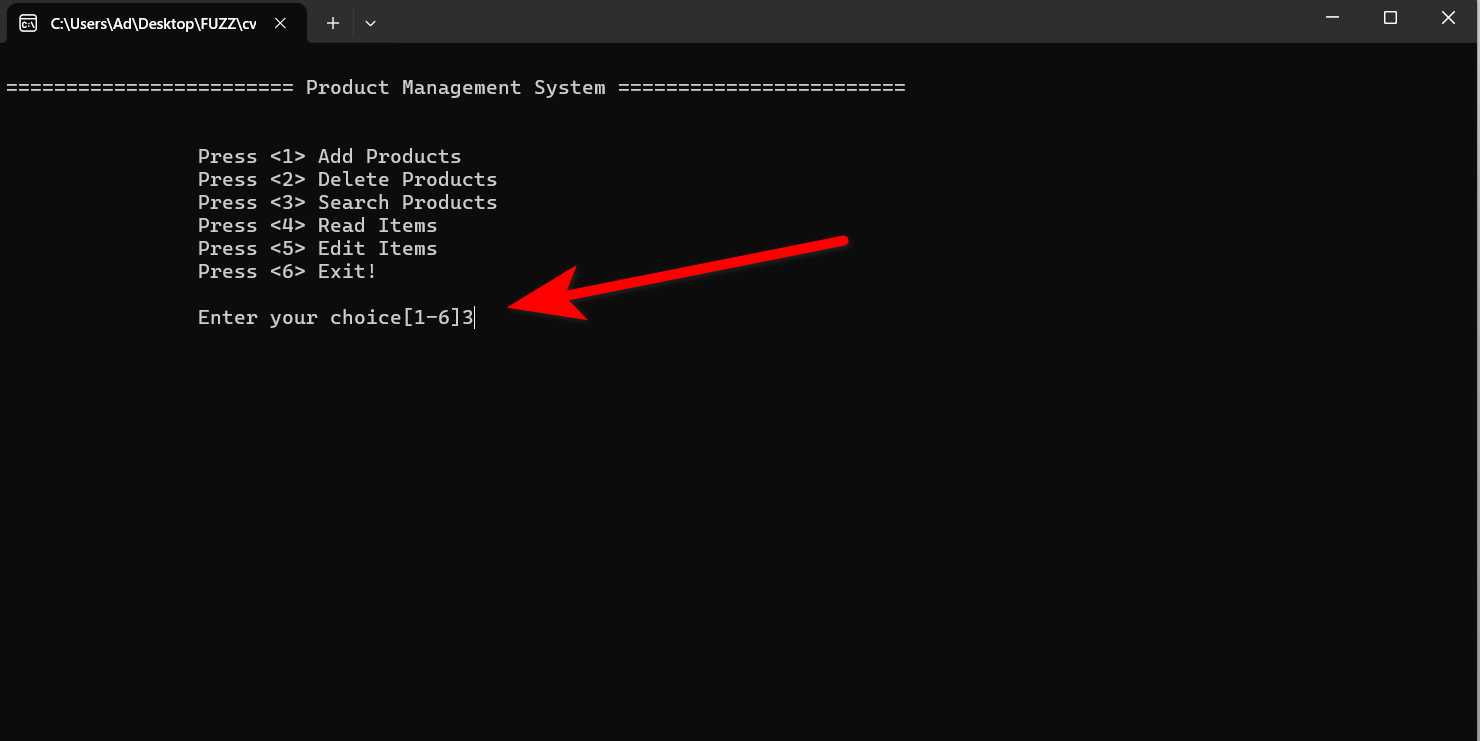 C:\Users\Ad\Desktop\FUZZ\cv
======================== Product Management System ========================
Press <1> Add Products
Press <2> Delete Products
Press <3> Search Products
Press <4> Read Items
Press <5> Edit Items
Press <6> Exit!
Enter your choice[1-6]3